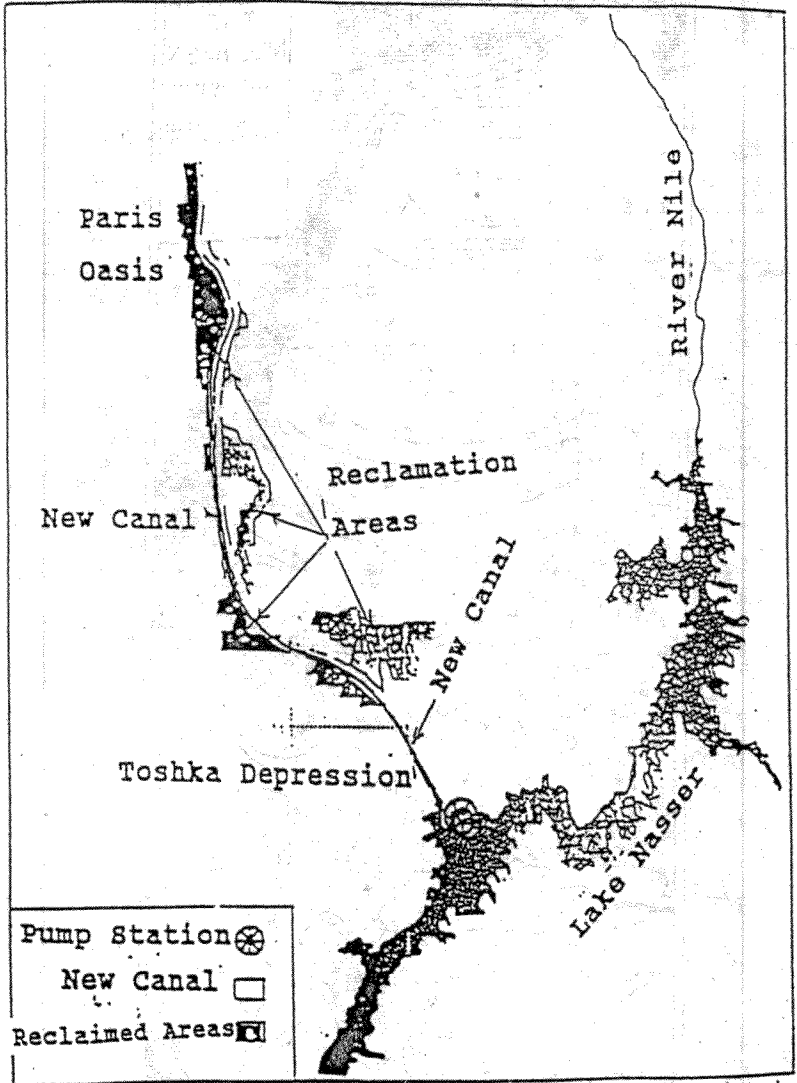 Paris
Oasis
River Nile
Reclamation
Areas
New Canal
New Canal
Toshka Depression
Lake Nasser
Pump Station
New Canal
Reclaimed Areas